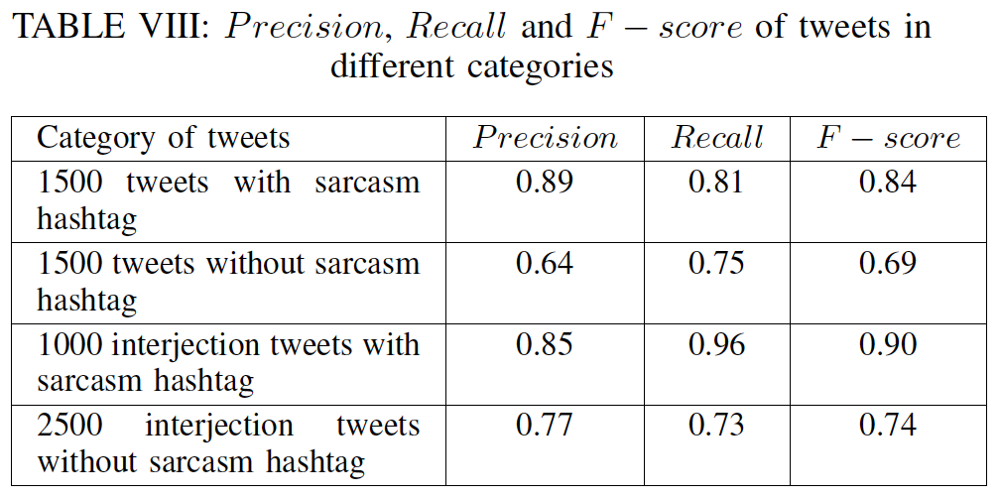 TABLE VIII: Precision, Recall and F − score of tweets in
different categories
Category of tweets Precision Recall F − score
1500 tweets with sarcasm
hashtag 0.89 0.81 0.84
1500 tweets without sarcasm
hashtag 0.64 0.75 0.69
1000 interjection tweets with
sarcasm hashtag 0.85 0.96 0.90
2500 interjection tweets
without sarcasm hashtag 0.77 0.73 0.74